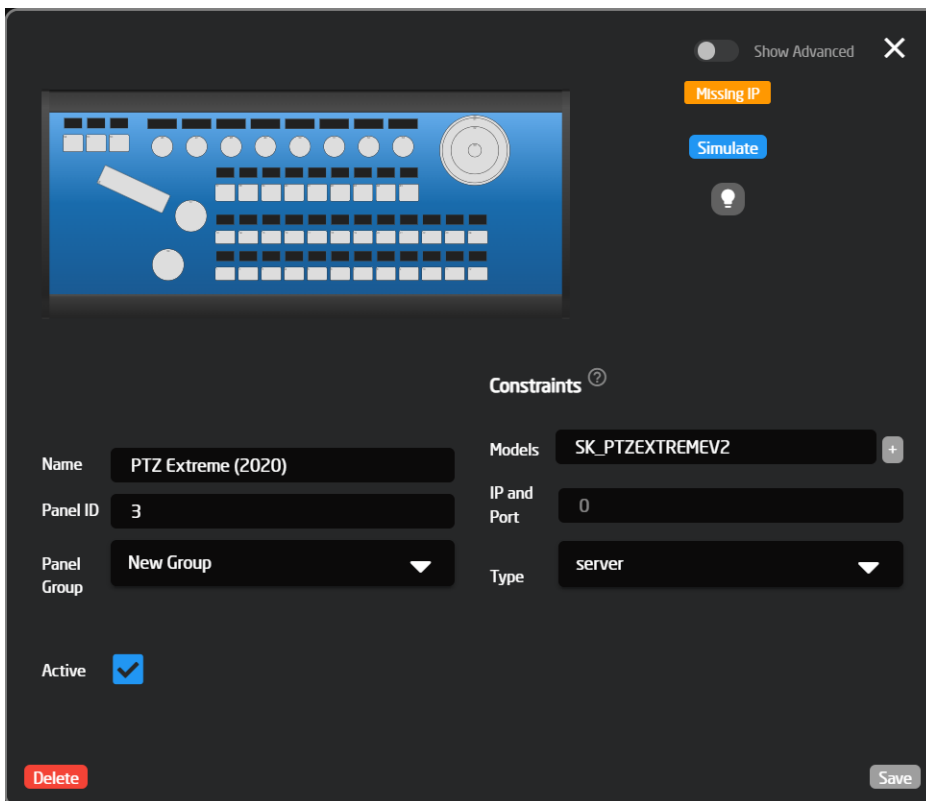 Show Advanced
Missing IP
Simulate
Constraints ?
Models SK_PTZEXTREMEV2 +
Name PTZ Extreme (2020)
IP and Port 0
Panel ID 3
Panel Group New Group
Type server
Active
Delete
Save